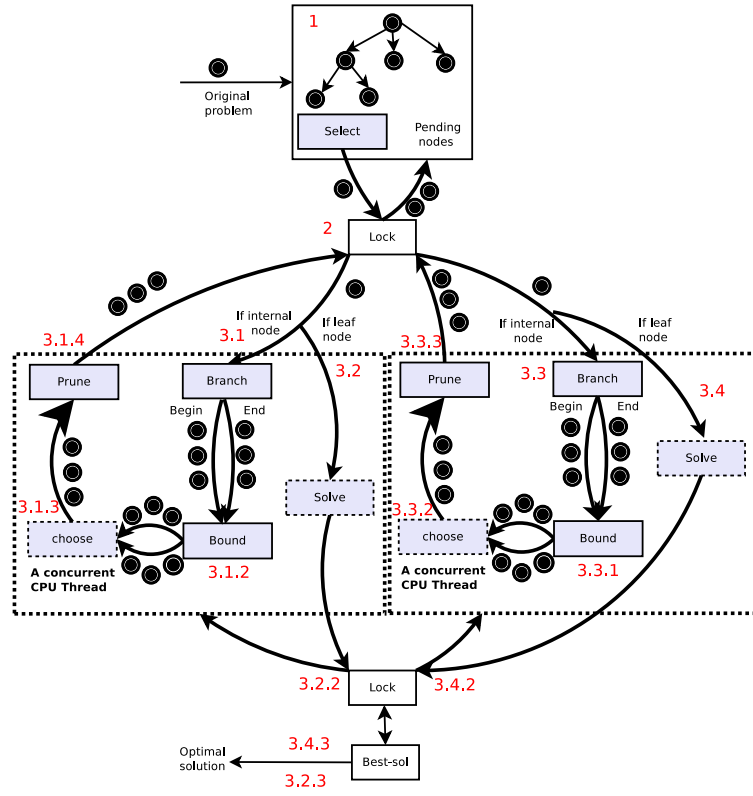 1
Original
problem
Select
Pending
nodes
2
Lock
If internal
node
If leaf
node
If internal
node
If leaf
node
3.1.4
3.1
3.2
3.3.3
3.3
3.4
Prune
Branch
Begin
End
Solve
3.1.3
choose
Bound
3.1.2
A concurrent
CPU Thread
Prune
Branch
Begin
End
Solve
3.3.2
choose
Bound
3.3.1
A concurrent
CPU Thread
3.2.2
Lock
3.4.2
Optimal
solution
3.4.3
3.2.3
Best-sol